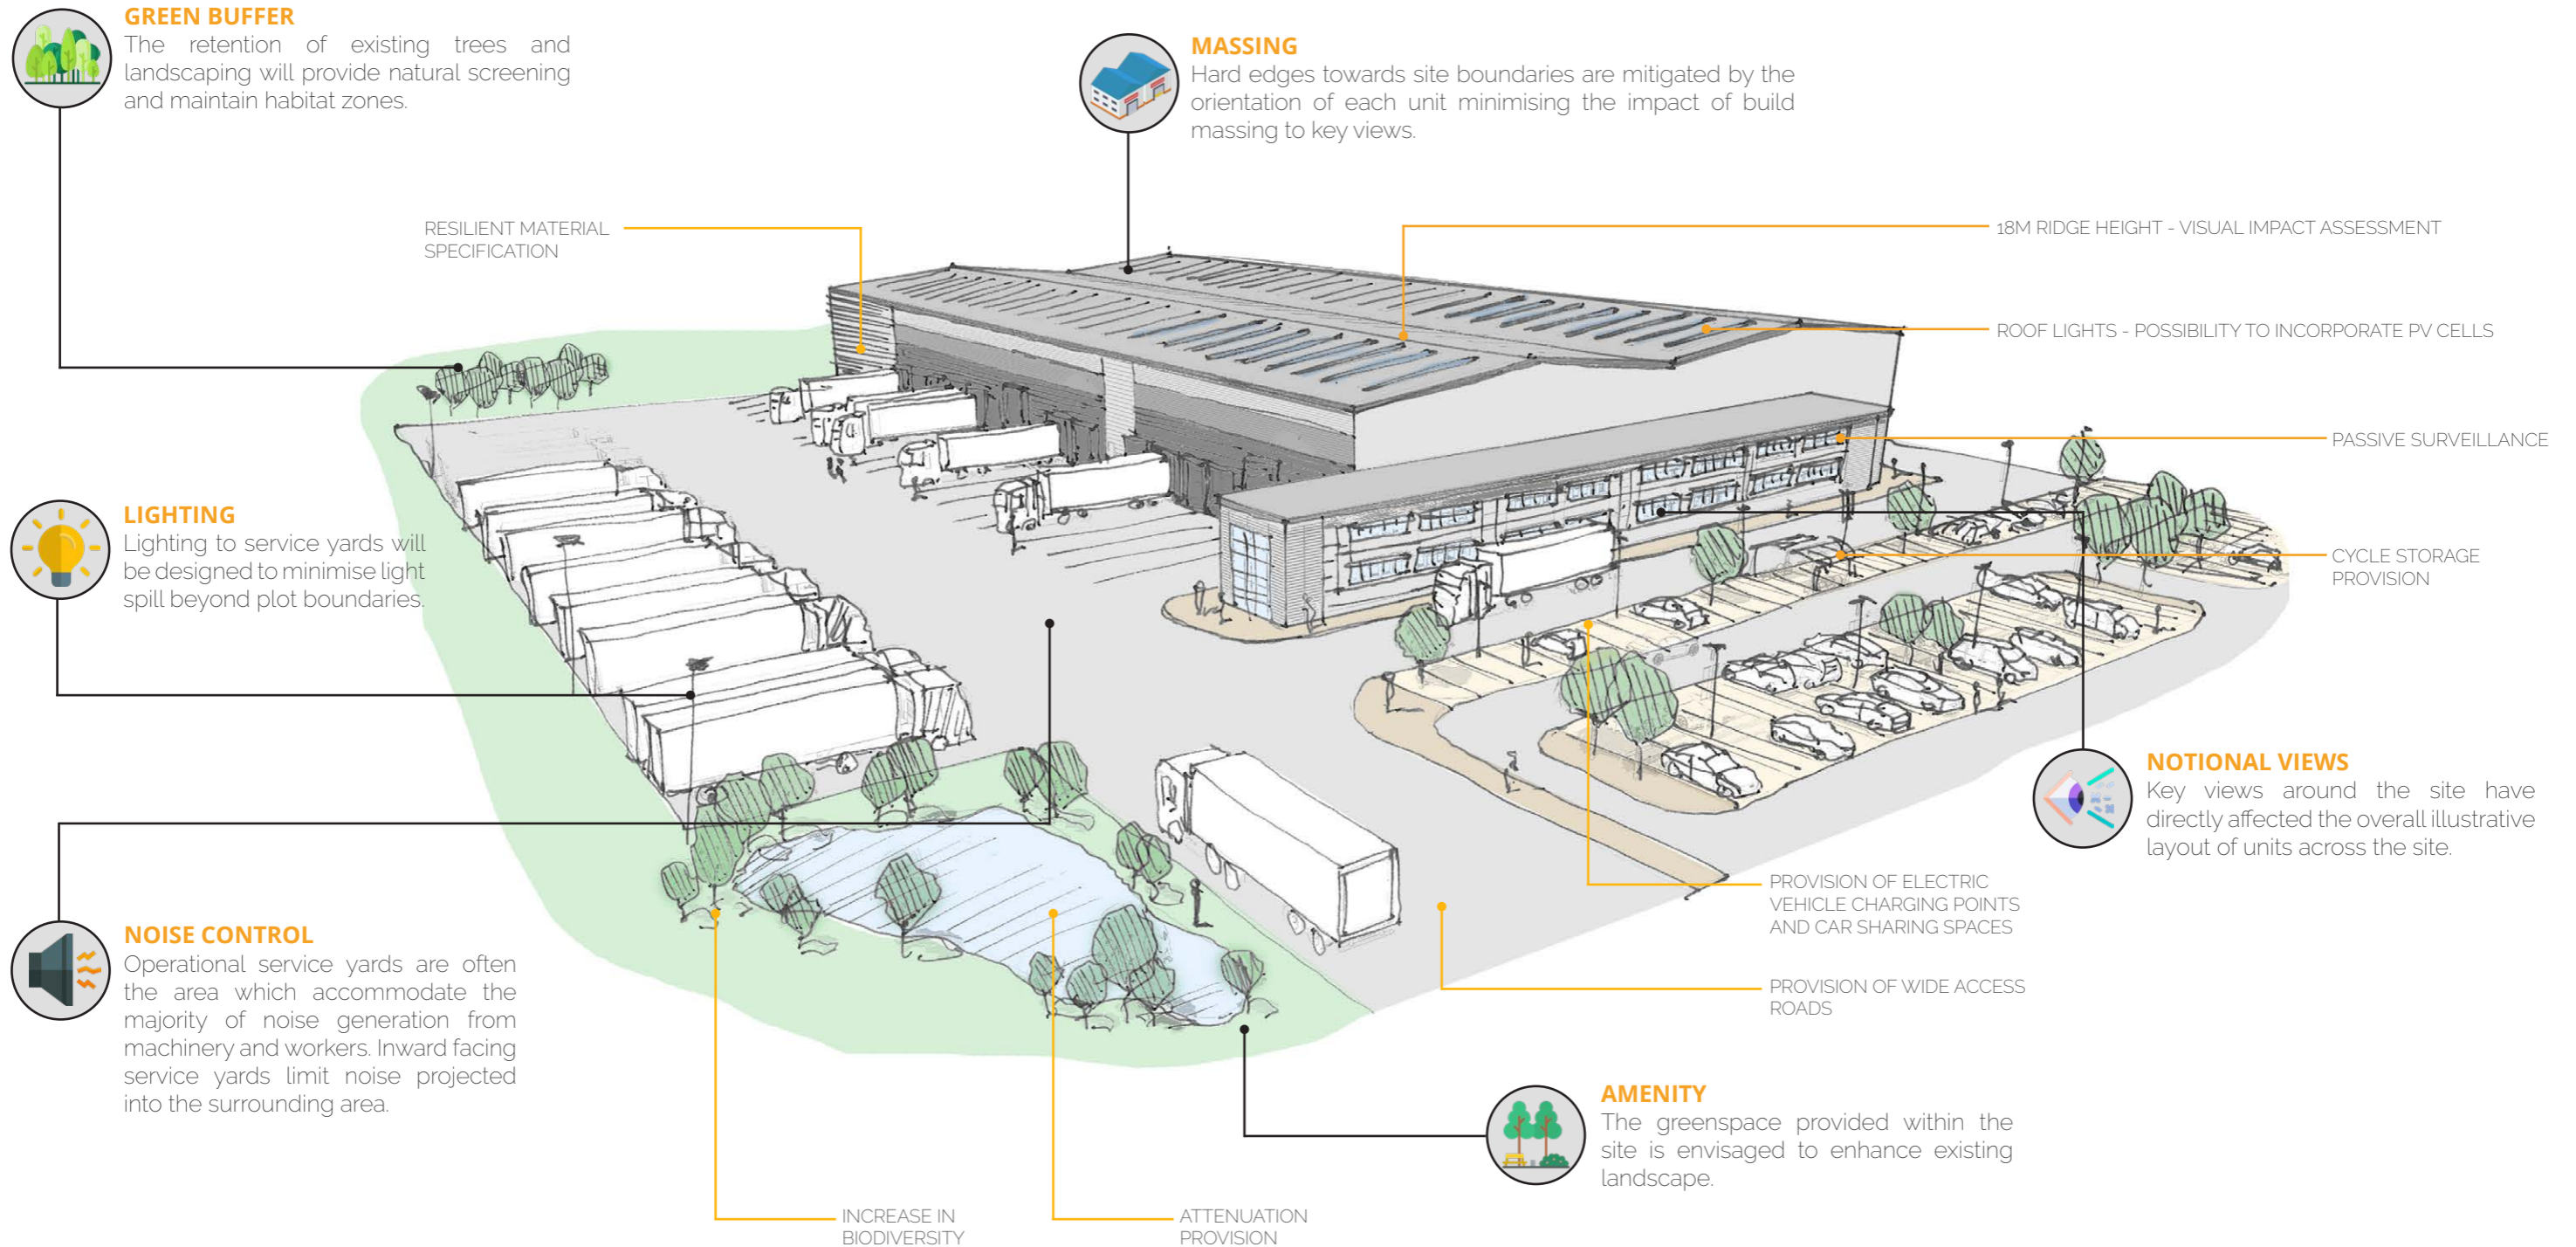 GREEN BUFFER
The retention of existing trees and
landscaping will provide natural screening
and maintain habitat zones.
MASSING
Hard edges towards site boundaries are mitigated by the
orientation of each unit minimising the impact of build
massing to key views.
RESILIENT MATERIAL
SPECIFICATION
18M RIDGE HEIGHT - VISUAL IMPACT ASSESSMENT
ROOF LIGHTS - POSSIBILITY TO INCORPORATE PV CELLS
PASSIVE SURVEILLANCE
LIGHTING
Lighting to service yards will
be designed to minimise light
spill beyond plot boundaries.
CYCLE STORAGE
PROVISION
NOTIONAL VIEWS
Key views around the site have
directly affected the overall illustrative
layout of units across the site.
PROVISION OF ELECTRIC
VEHICLE CHARGING POINTS
AND CAR SHARING SPACES
NOISE CONTROL
Operational service yards are often
the area which accommodate the
majority of noise generation from
machinery and workers. Inward facing
service yards limit noise projected
into the surrounding area.
PROVISION OF WIDE ACCESS
ROADS
AMENITY
The greenspace provided within the
site is envisaged to enhance existing
landscape.
INCREASE IN
BIODIVERSITY
ATTENUATION
PROVISION